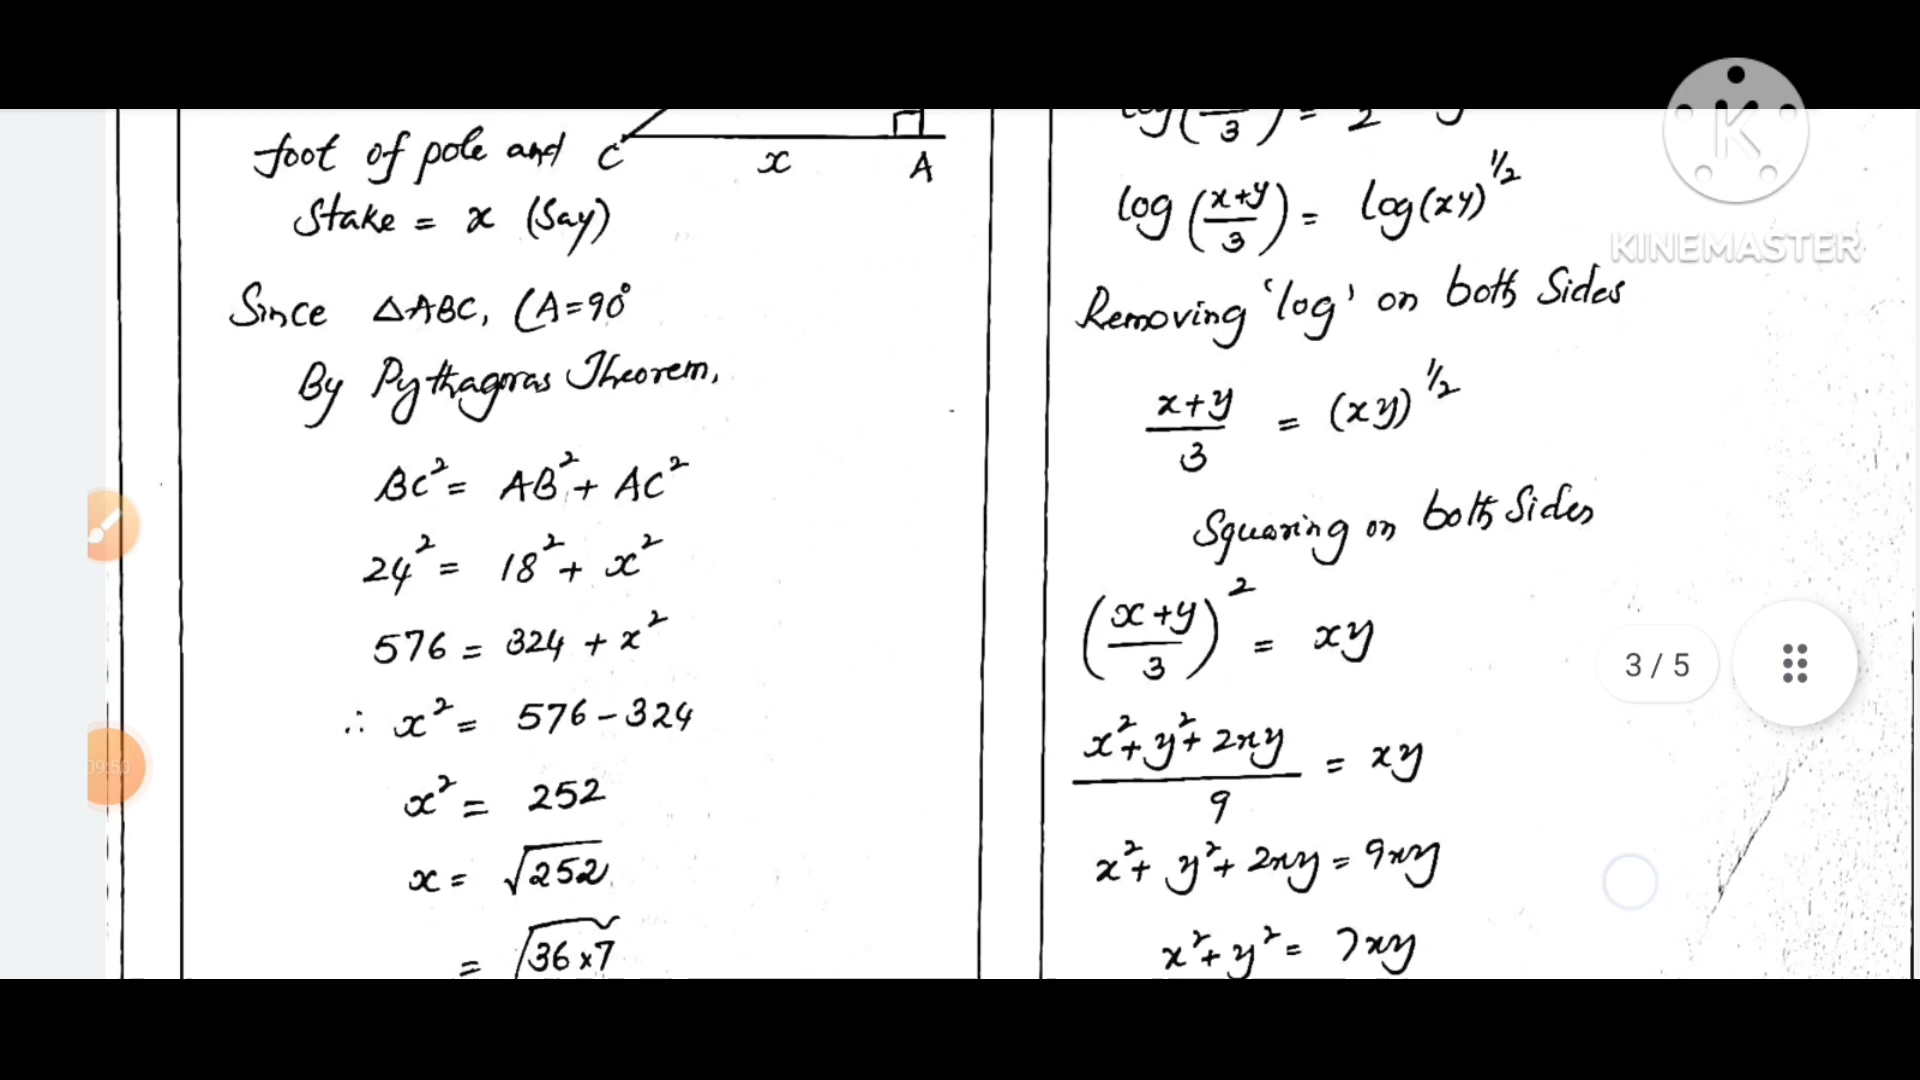 foot of pole and C x A
Stake = x (Say)
Since △ABC, ∠A=90°
By Pythagoras Theorem,
BC² = AB² + AC²
24² = 18² + x²
576 = 324 + x²
∴ x² = 576 - 324
x² = 252
x = √252
= √36×7
log (x+y/3) = log(xy)^1/2
Removing 'log' on both Sides
x+y/3 = (xy)^1/2
Squaring on both Sides
(x+y/3)² = xy
x²+y²+2xy/9 = xy
x²+y²+2xy = 9xy
x²+y² = 7xy
KINEMASTER
3 / 5
09:50